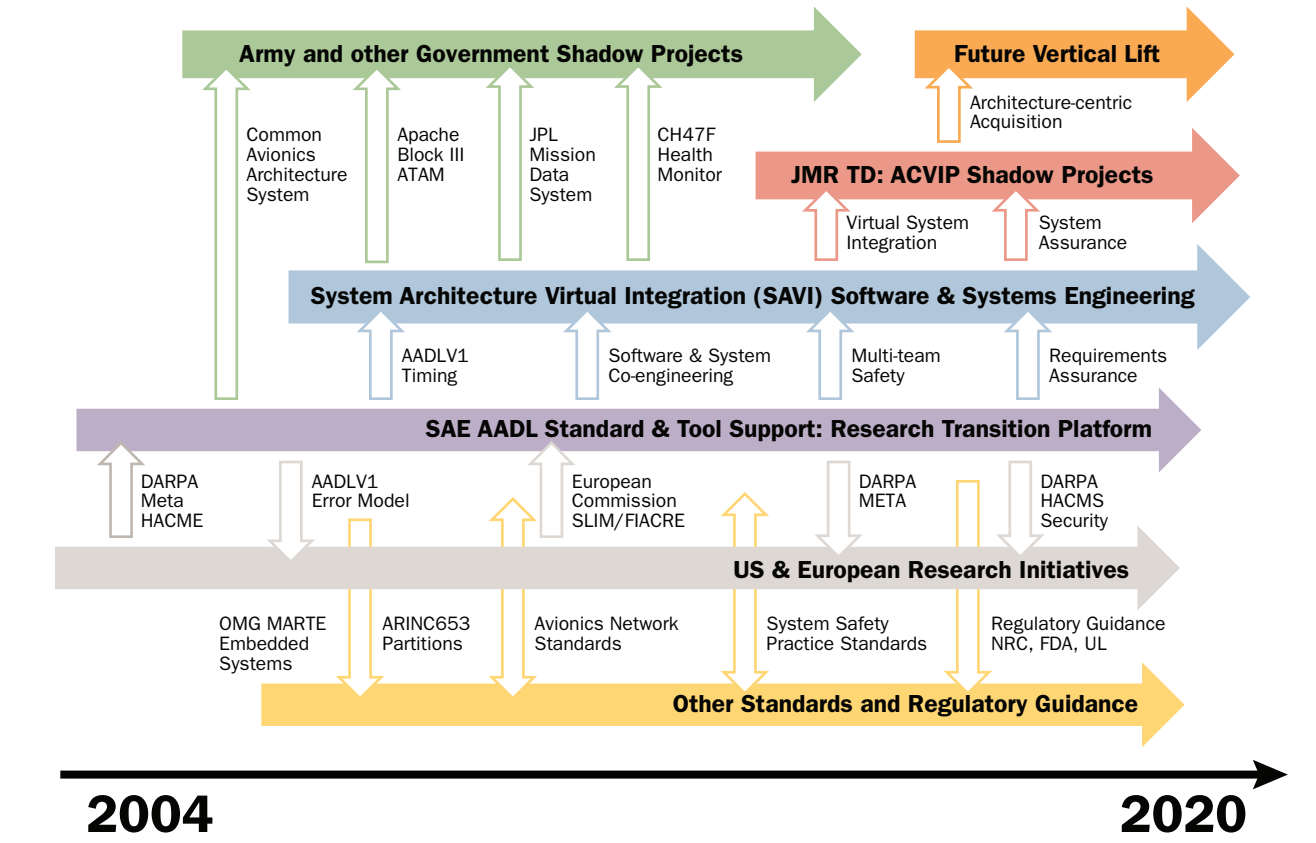 Army and other Government Shadow Projects
Future Vertical Lift
Common
Avionics
Architecture
System
Apache
Block III
ATAM
JPL
Mission
Data
System
CH47F
Health
Monitor
Architecture-centric
Acquisition
JMR TD: ACVIP Shadow Projects
Virtual System
Integration
System
Assurance
System Architecture Virtual Integration (SAVI) Software & Systems Engineering
AADLV1
Timing
Software & System
Co-engineering
Multi-team
Safety
Requirements
Assurance
SAE AADL Standard & Tool Support: Research Transition Platform
DARPA
Meta
HACME
AADLV1
Error Model
European
Commission
SLIM/FIACRE
DARPA
META
DARPA
HACMS
Security
US & European Research Initiatives
OMG MARTE
Embedded
Systems
ARINC653
Partitions
Avionics Network
Standards
System Safety
Practice Standards
Regulatory Guidance
NRC, FDA, UL
Other Standards and Regulatory Guidance
2004
2020